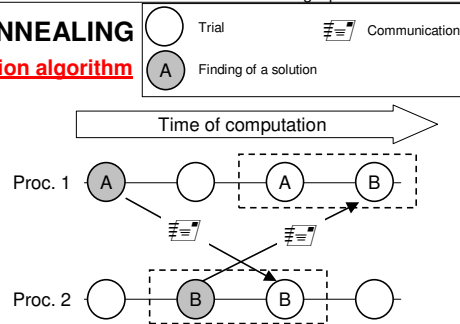 NNEALING
ion algorithm
Trial
Communication
A
Finding of a solution
Time of computation
Proc. 1
A
A
B
Proc. 2
B
B